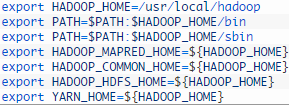 export HADOOP_HOME=/usr/local/hadoop
export PATH=$PATH:$HADOOP_HOME/bin
export PATH=$PATH:$HADOOP_HOME/sbin
export HADOOP_MAPRED_HOME=${HADOOP_HOME}
export HADOOP_COMMON_HOME=${HADOOP_HOME}
export HADOOP_HDFS_HOME=${HADOOP_HOME}
export YARN_HOME=${HADOOP_HOME}